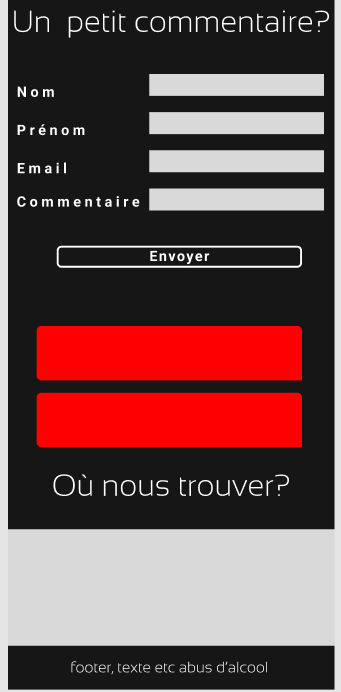 Un petit commentaire?
Nom
Prénom
Email
Commentaire
Envoyer
Où nous trouver?
footer, texte etc abus d'alcool